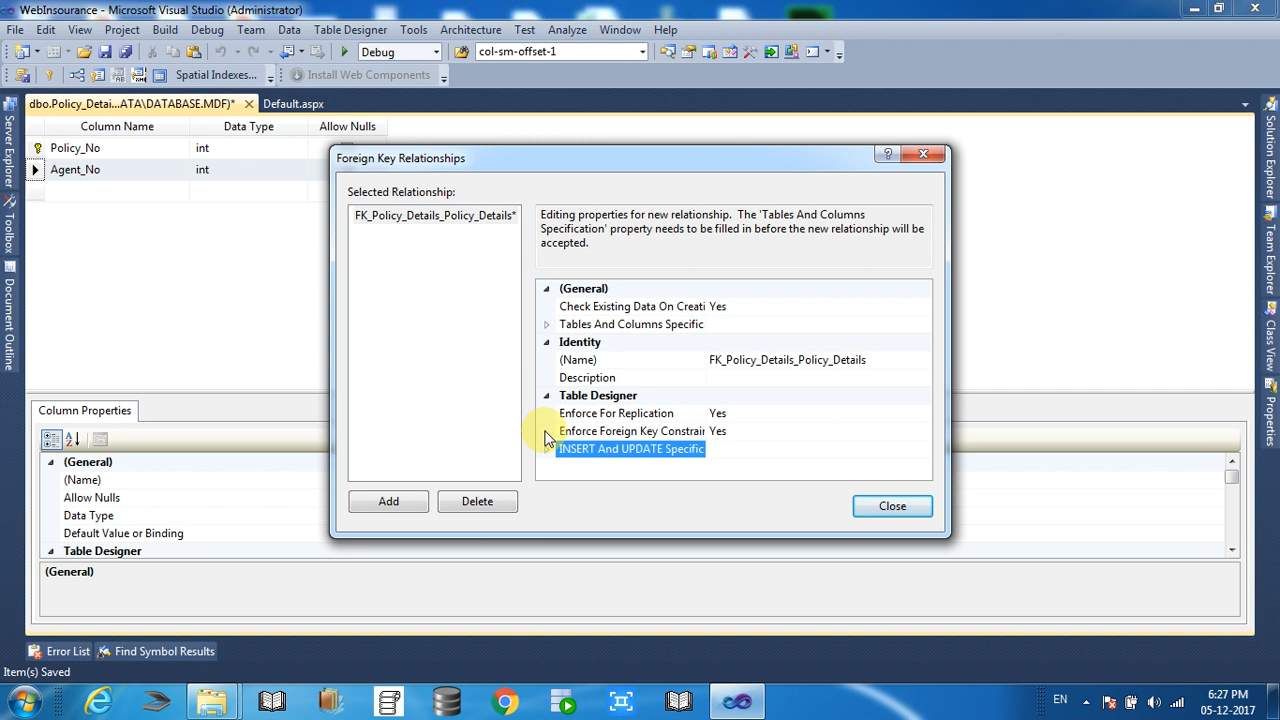 WebInsurance - Microsoft Visual Studio (Administrator)
File Edit View Project Build Debug Team Data Table Designer Tools Architecture Test Analyze Window Help
Debug col-sm-offset-1
Spatial Indexes... Install Web Components
dbo.Policy_Detai...ATA\DATABASE.MDF)* Default.aspx
Column Name Data Type Allow Nulls
Policy_No int
Agent_No int
Server Explorer
Toolbox
Document Outline
Foreign Key Relationships
Selected Relationship:
FK_Policy_Details_Policy_Details*
Editing properties for new relationship. The 'Tables And Columns
Specification' property needs to be filled in before the new relationship will be
accepted.
(General)
Check Existing Data On Creati Yes
Tables And Columns Specific
Identity
(Name) FK_Policy_Details_Policy_Details
Description
Table Designer
Enforce For Replication Yes
Enforce Foreign Key Constrain Yes
INSERT And UPDATE Specific
Add Delete Close
Solution Explorer
Team Explorer
Class View
Properties
Column Properties
(General)
(Name)
Allow Nulls
Data Type
Default Value or Binding
Table Designer
(General)
Error List Find Symbol Results
Item(s) Saved
EN 6:27 PM
05-12-2017